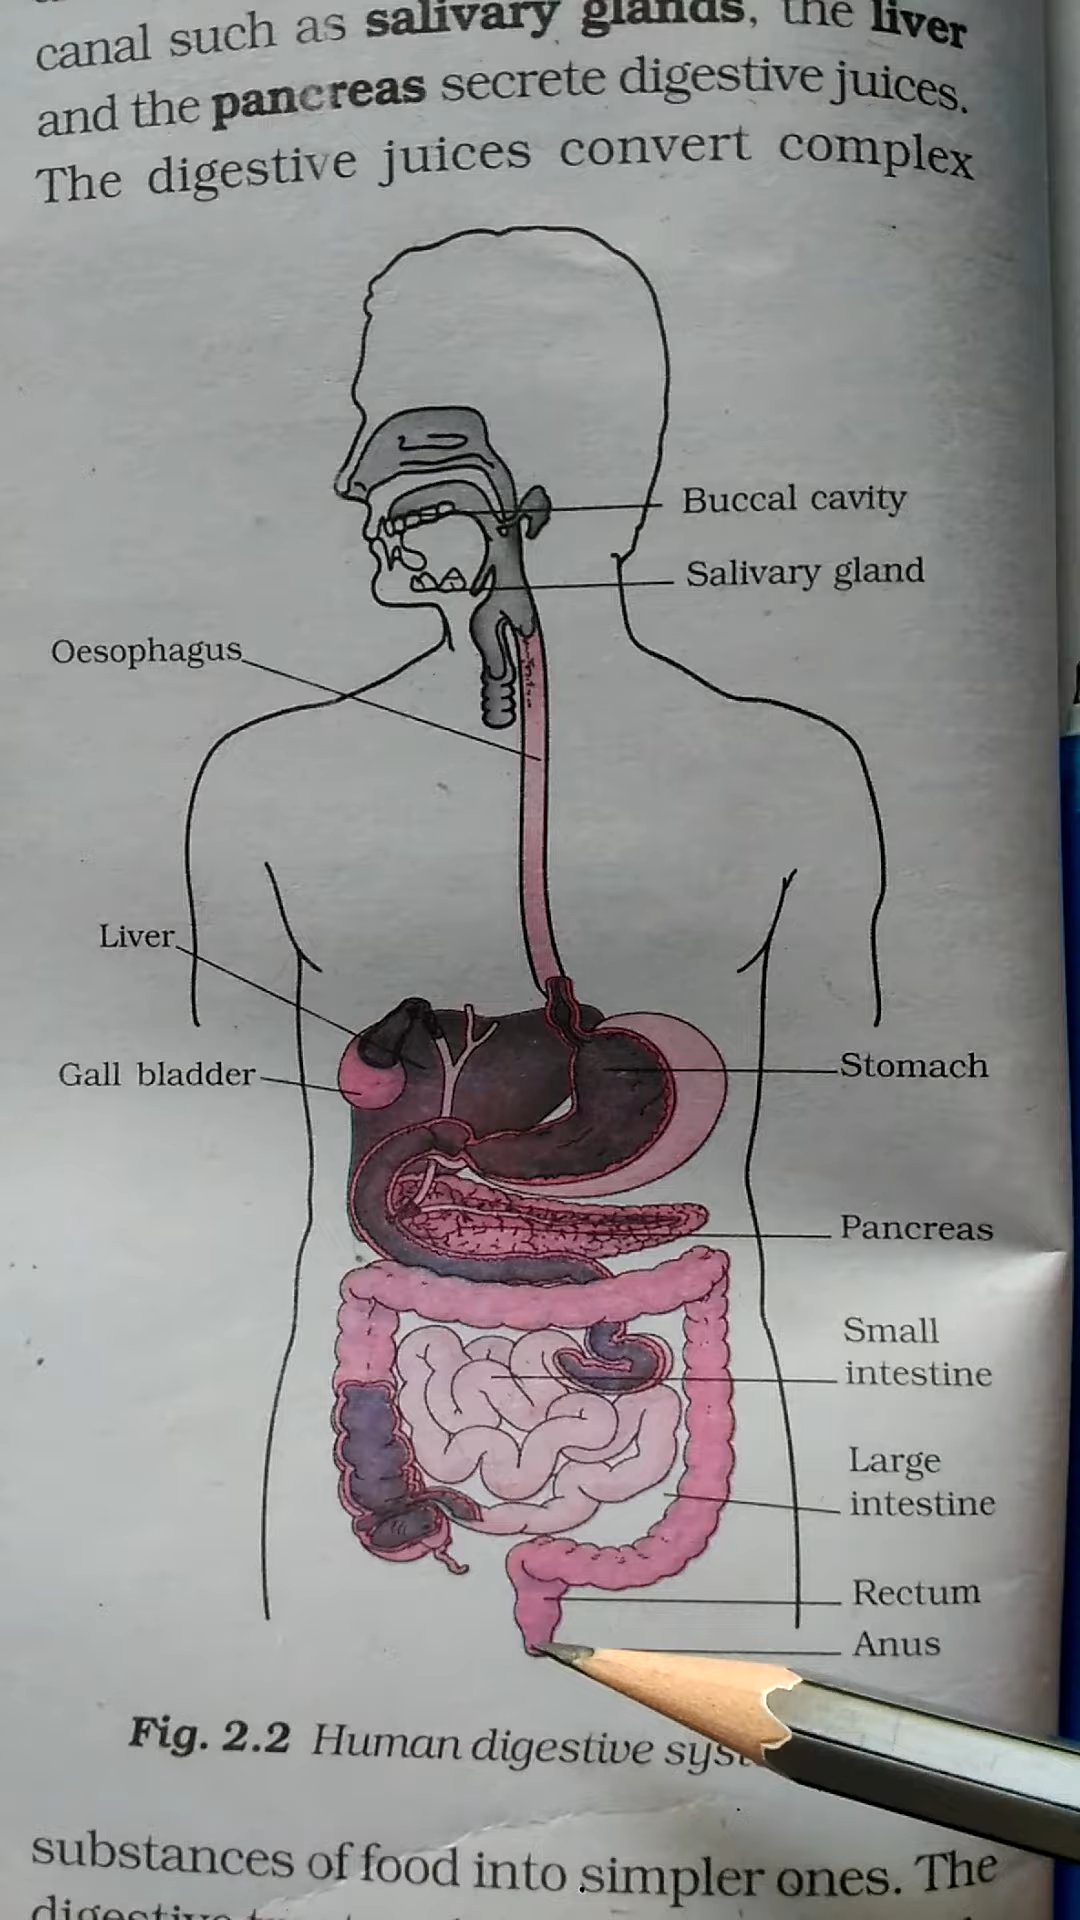 canal such as salivary glands, the liver
and the pancreas secrete digestive juices.
The digestive juices convert complex
Buccal cavity
Salivary gland
Oesophagus
Liver
Gall bladder
Stomach
Pancreas
Small
intestine
Large
intestine
Rectum
Anus
Fig. 2.2 Human digestive
substances of food into simpler ones. The